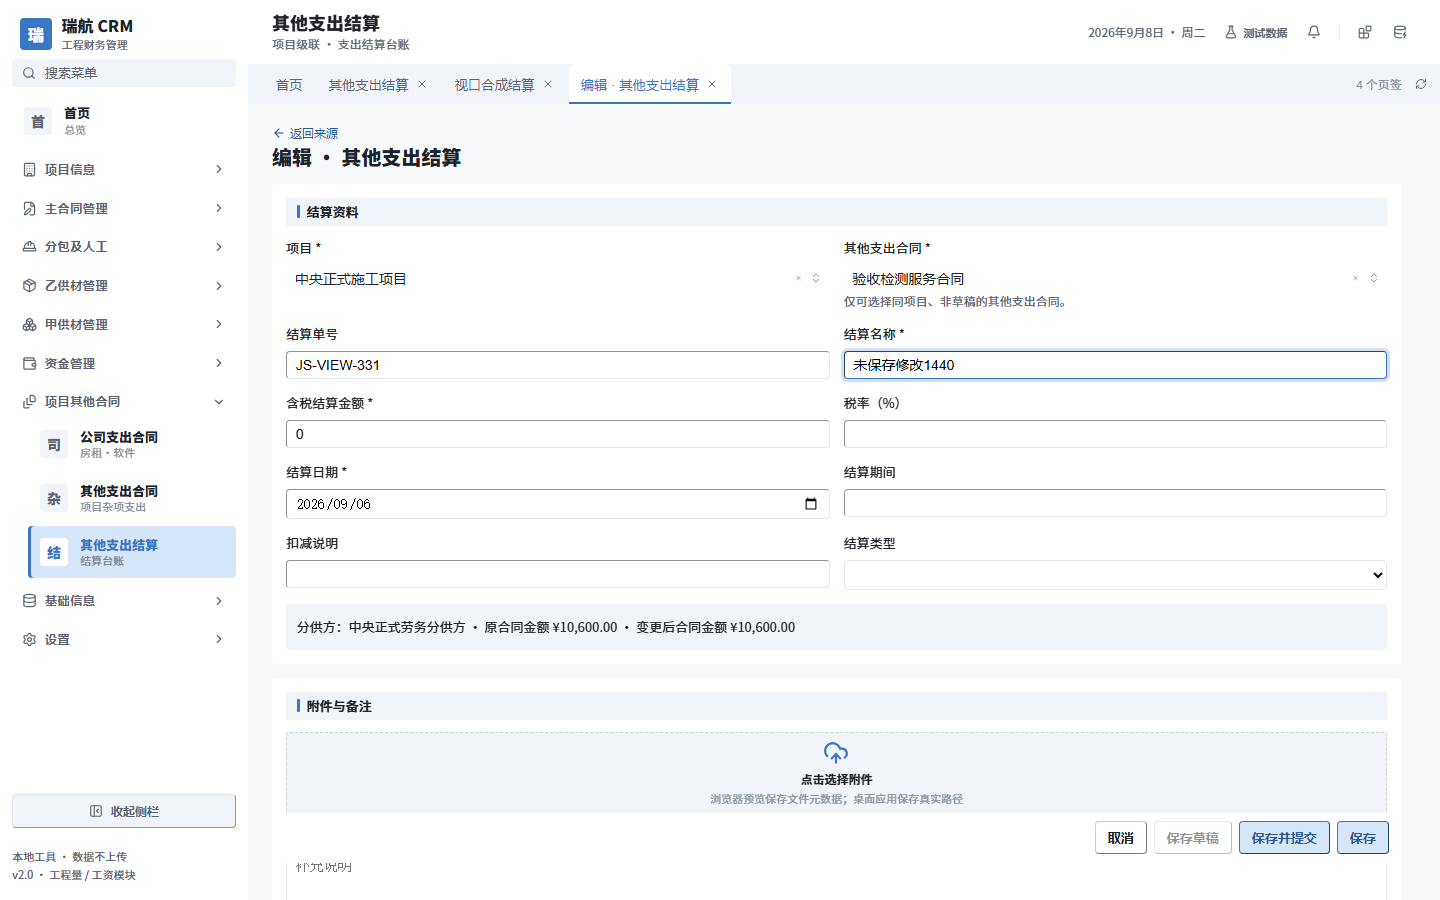 瑞
瑞航 CRM
工程财务管理
搜索菜单
首
首页
总览
项目信息
主合同管理
分包及人工
乙供材管理
甲供材管理
资金管理
项目其他合同
司
公司支出合同
房租・软件
杂
其他支出合同
项目杂项支出
结
其他支出结算
结算台账
基础信息
设置
收起侧栏
本地工具 · 数据不上传
v2.0 · 工程量 / 工资模块
其他支出结算
项目级联 · 支出结算台账
2026年9月8日 · 周二
测试数据
首页
其他支出结算 ×
视口合成结算 ×
编辑 · 其他支出结算 ×
4 个页签
← 返回来源
编辑 · 其他支出结算
结算资料
项目 *
中央正式施工项目 ×
其他支出合同 *
验收检测服务合同 ×
仅可选择同项目、非草稿的其他支出合同。
结算单号
JS-VIEW-331
结算名称 *
未保存修改1440
含税结算金额 *
0
税率（%）
结算日期 *
2026/09/06
结算期间
扣减说明
结算类型
分供方：中央正式劳务分供方 · 原合同金额 ¥10,600.00 · 变更后合同金额 ¥10,600.00
附件与备注
点击选择附件
浏览器预览保存文件元数据；桌面应用保存真实路径
取消
保存草稿
保存并提交
保存
补充说明